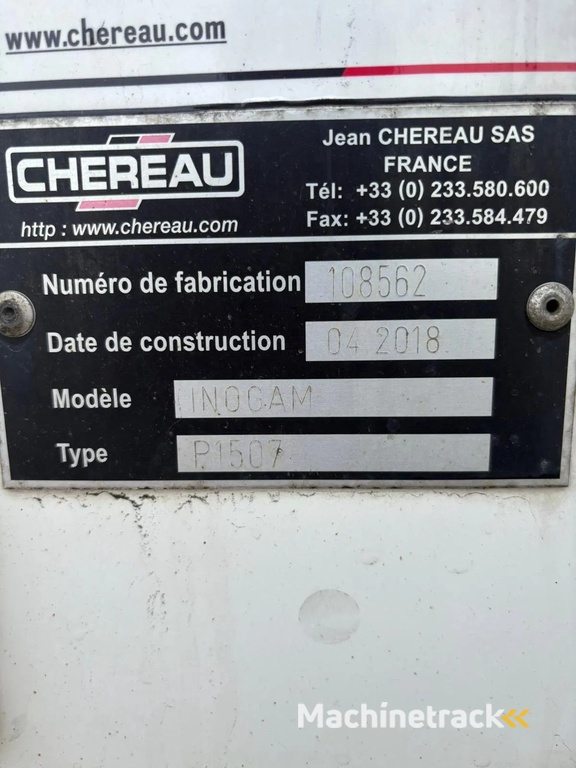 www.chereau.com
CHEREAU
http : www.chereau.com
Jean CHEREAU SAS
FRANCE
Tél: +33 (0) 233.580.600
Fax: +33 (0) 233.584.479
Numéro de fabrication 108562
Date de construction 04 2018
Modèle INOGAM
Type P1507
Machinetrack